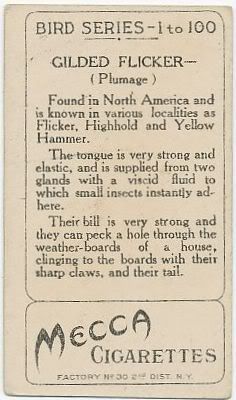 BIRD SERIES-1 to 100
GILDED FLICKER—
( Plumage )
Found in North America and
is known in various localities as
Flicker, Highhold and Yellow
Hammer.
The tongue is very strong and
elastic, and is supplied from two
glands with a viscid fluid to
which small insects instantly ad-
here.
Their bill is very strong and
they can peck a hole through the
weather-boards of a house,
clinging to the boards with their
sharp claws, and their tail.
MECCA
CIGARETTES
FACTORY Nº 30 2ND DIST. N.Y.